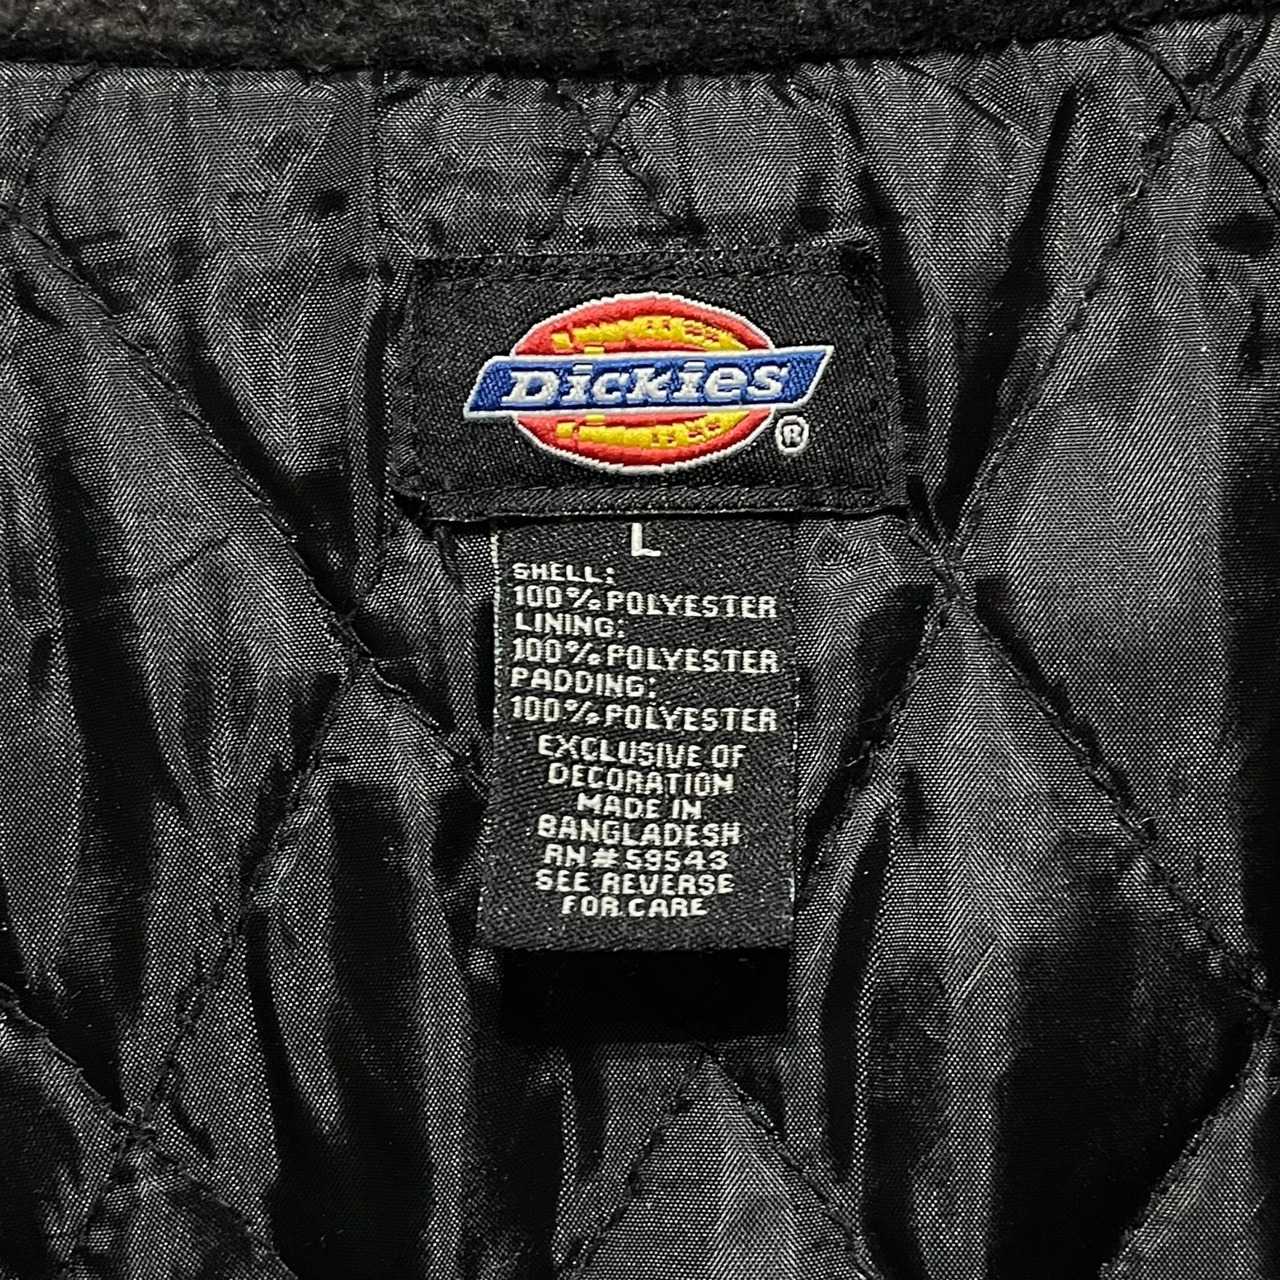 Dickies
®
L
SHELL:
100% POLYESTER
LINING:
100% POLYESTER
PADDING:
100% POLYESTER
EXCLUSIVE OF
DECORATION
MADE IN
BANGLADESH
RN# 59543
SEE REVERSE
FOR CARE